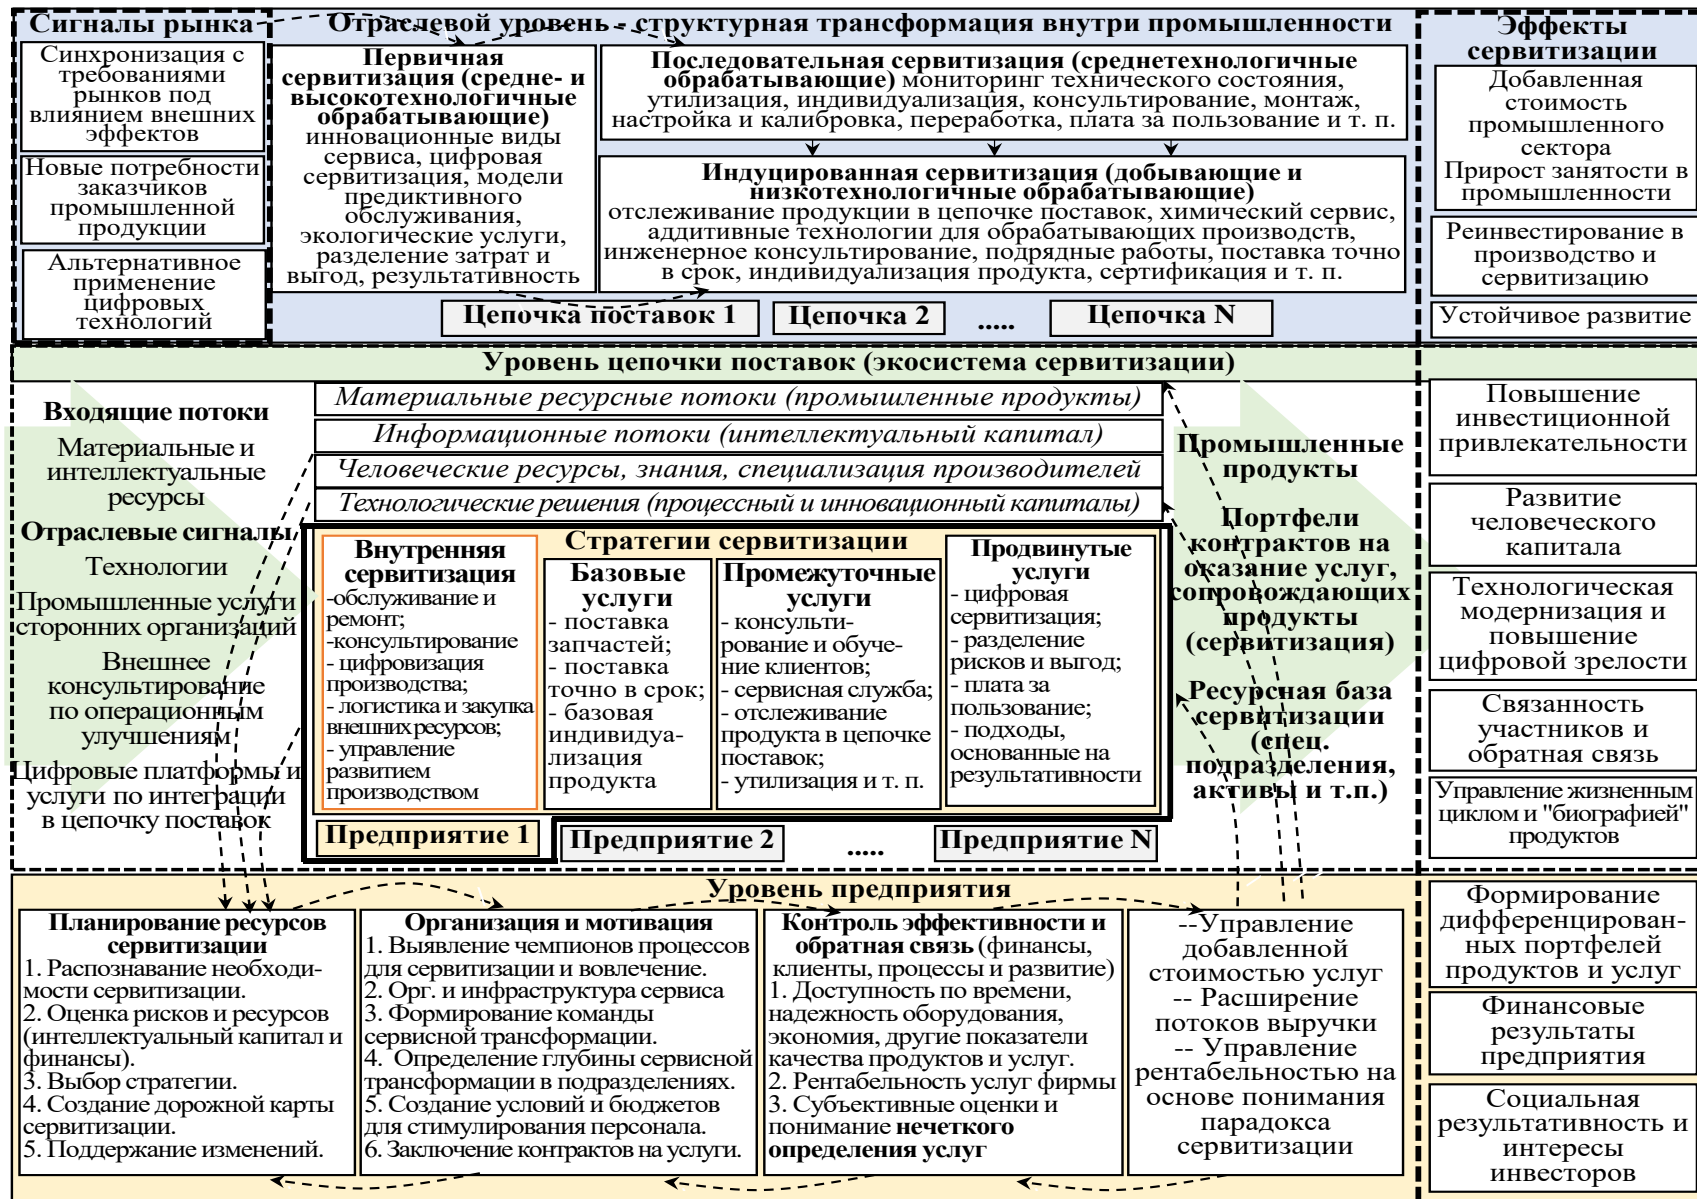 Сигналы рынка
Синхронизация с
требованиями
рынков под
влиянием внешних
эффектов
Новые потребности
заказчиков
промышленной
продукции
Альтернативное
применение
цифровых
технологий
Отраслевой уровень - структурная трансформация внутри промышленности
Первичная
сервитизация (средне- и
высокотехнологичные
обрабатывающие)
инновационные виды
сервиса, цифровая
сервитизация, модели
предиктивного
обслуживания,
экологические услуги,
разделение затрат и
выгод, результативность
Последовательная сервитизация (среднетехнологичные
обрабатывающие) мониторинг технического состояния,
утилизация, индивидуализация, консультирование, монтаж,
настройка и калибровка, переработка, плата за пользование и т. п.
Индуцированная сервитизация (добывающие и
низкотехнологичные обрабатывающие)
отслеживание продукции в цепочке поставок, химический сервис,
аддитивные технологии для обрабатывающих производств,
инженерное консультирование, подрядные работы, поставка точно
в срок, индивидуализация продукта, сертификация и т. п.
Цепочка поставок 1
Цепочка 2
.....
Цепочка N
Эффекты
сервитизации
Добавленная
стоимость
промышленного
сектора
Прирост занятости в
промышленности
Реинвестирование в
производство и
сервитизацию
Устойчивое развитие
Уровень цепочки поставок (экосистема сервитизации)
Входящие потоки
Материальные и
интеллектуальные
ресурсы
Отраслевые сигналы
Технологии
Промышленные услуги
сторонних организаций
Внешнее
консультирование
по операционным
улучшениям
Цифровые платформы и
услуги по интеграции
в цепочку поставок
Материальные ресурсные потоки (промышленные продукты)
Информационные потоки (интеллектуальный капитал)
Человеческие ресурсы, знания, специализация производителей
Технологические решения (процессный и инновационный капиталы)
Стратегии сервитизации
Внутренняя
сервитизация
-обслуживание и
ремонт;
-консультирование
- цифровизация
производства;
- логистика и закупка
внешних ресурсов;
- управление
развитием
производством
Базовые
услуги
- поставка
запчастей;
- поставка
точно в срок;
- базовая
индивидуа-
лизация
продукта
Промежуточные
услуги
- консульти-
рование и обуче-
ние клиентов;
- сервисная служба;
- отслеживание
продукта в цепочке
поставок;
- утилизация и т. п.
Продвинутые
услуги
- цифровая
сервитизация;
- разделение
рисков и выгод;
- плата за
пользование;
- подходы,
основанные на
результативности
Предприятие 1
Предприятие 2
.....
Предприятие N
Промышленные
продукты
Портфели
контрактов на
оказание услуг,
сопровождающих
продукты
(сервитизация)
Ресурсная база
сервитизации
(спец.
подразделения,
активы и т.п.)
Повышение
инвестиционной
привлекательности
Развитие
человеческого
капитала
Технологическая
модернизация и
повышение
цифровой зрелости
Связанность
участников и
обратная связь
Управление жизненным
циклом и "биографией"
продуктов
Уровень предприятия
Планирование ресурсов
сервитизации
1. Распознавание необходи-
мости сервитизации.
2. Оценка рисков и ресурсов
(интеллектуальный капитал и
финансы).
3. Выбор стратегии.
4. Создание дорожной карты
сервитизации.
5. Поддержание изменений.
Организация и мотивация
1. Выявление чемпионов процессов
для сервитизации и вовлечение.
2. Орг. и инфраструктура сервиса
3. Формирование команды
сервисной трансформации.
4. Определение глубины сервисной
трансформации в подразделениях.
5. Создание условий и бюджетов
для стимулирования персонала.
6. Заключение контрактов на услуги.
Контроль эффективности и
обратная связь (финансы,
клиенты, процессы и развитие)
1. Доступность по времени,
надежность оборудования,
экономия, другие показатели
качества продуктов и услуг.
2. Рентабельность услуг фирмы
3. Субъективные оценки и
понимание нечеткого
определения услуг
--Управление
добавленной
стоимостью услуг
-- Расширение
потоков выручки
-- Управление
рентабельностью на
основе понимания
парадокса
сервитизации
Формирование
дифференцирован-
ных портфелей
продуктов и услуг
Финансовые
результаты
предприятия
Социальная
результативность и
интересы
инвесторов